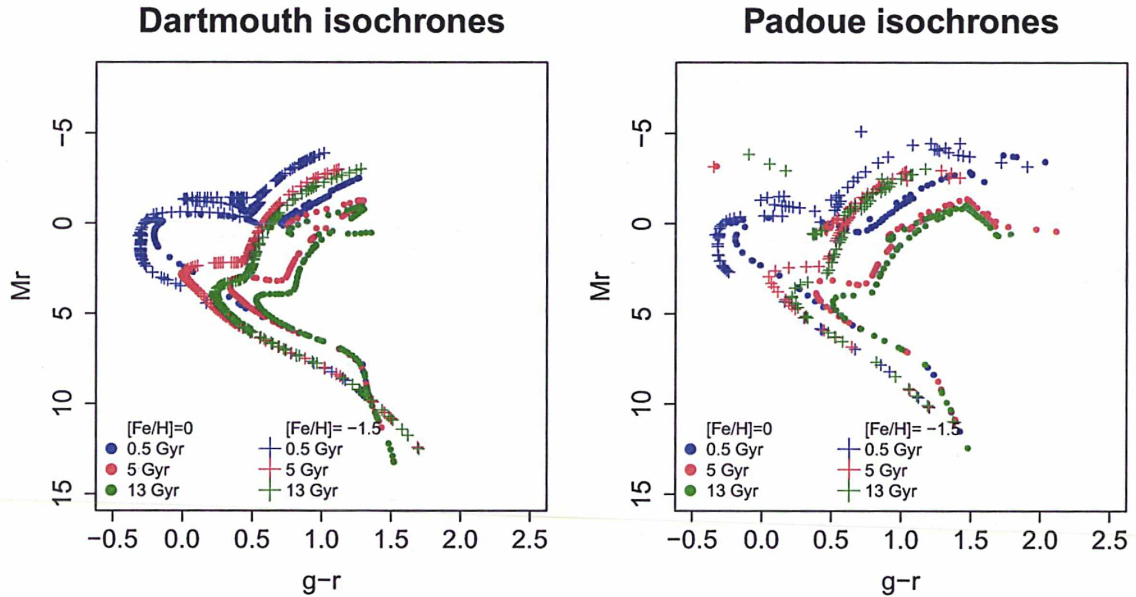 Dartmouth isochrones
Padoue isochrones
Mr
−5
0
5
10
15
[Fe/H]=0
[Fe/H]= −1.5
0.5 Gyr
0.5 Gyr
5 Gyr
5 Gyr
13 Gyr
13 Gyr
−0.5 0.0 0.5 1.0 1.5 2.0 2.5
g−r
Mr
−5
0
5
10
15
[Fe/H]=0
[Fe/H]= −1.5
0.5 Gyr
0.5 Gyr
5 Gyr
5 Gyr
13 Gyr
13 Gyr
−0.5 0.0 0.5 1.0 1.5 2.0 2.5
g−r